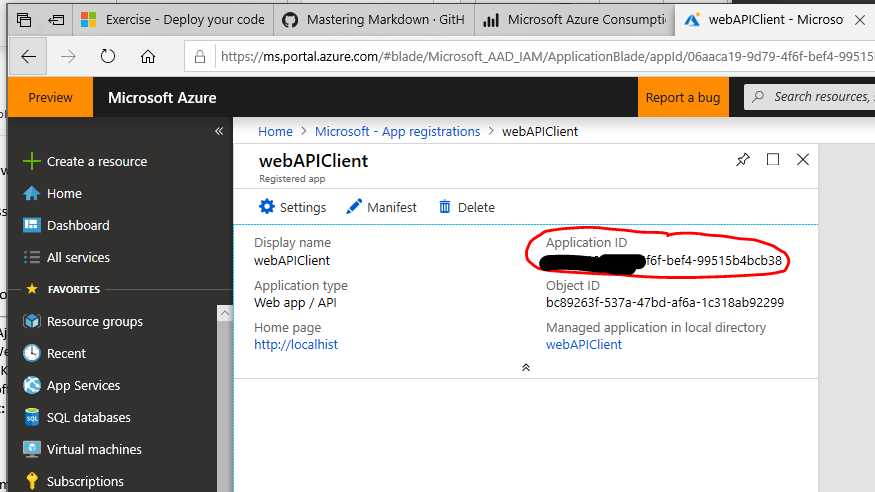 Exercise - Deploy your code
Mastering Markdown · GitH
Microsoft Azure Consumpti
webAPIClient - Microso
https://ms.portal.azure.com/#blade/Microsoft_AAD_IAM/ApplicationBlade/appId/06aaca19-9d79-4f6f-bef4-99515
Preview
Microsoft Azure
Report a bug
Search resources,
Home > Microsoft - App registrations > webAPIClient
webAPIClient
Registered app
Settings
Manifest
Delete
Display name
webAPIClient
Application type
Web app / API
Home page
http://localhist
Application ID
f6f-bef4-99515b4bcb38
Object ID
bc89263f-537a-47bd-af6a-1c318ab92299
Managed application in local directory
webAPIClient
Create a resource
Home
Dashboard
All services
FAVORITES
Resource groups
Recent
App Services
SQL databases
Virtual machines
Subscriptions